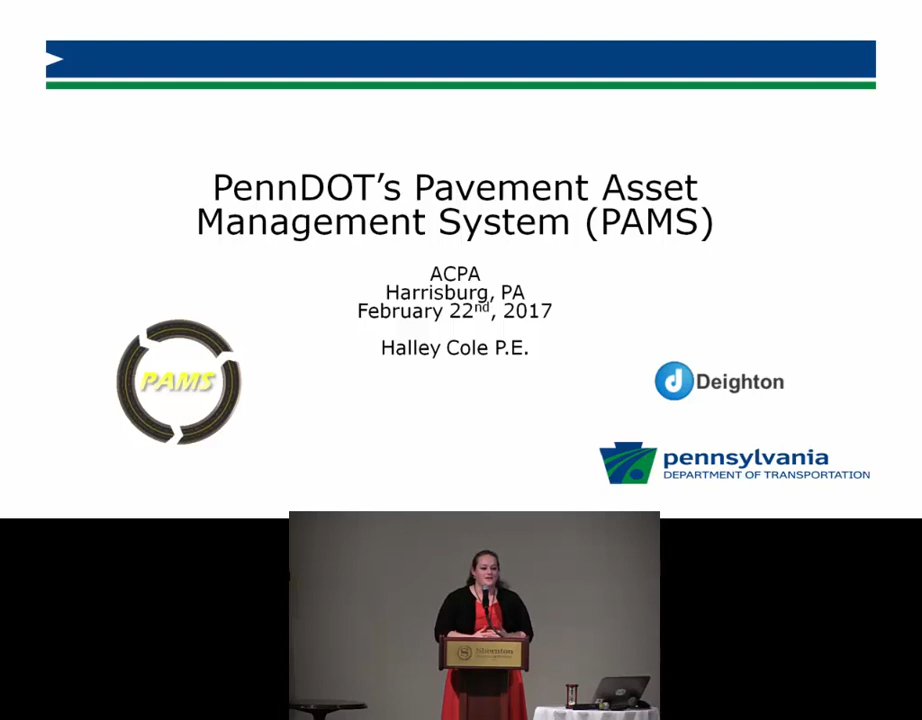 PennDOT's Pavement Asset
Management System (PAMS)
ACPA
Harrisburg, PA
February 22nd, 2017
Halley Cole P.E.
PAMS
Deighton
pennsylvania
DEPARTMENT OF TRANSPORTATION
Sheraton